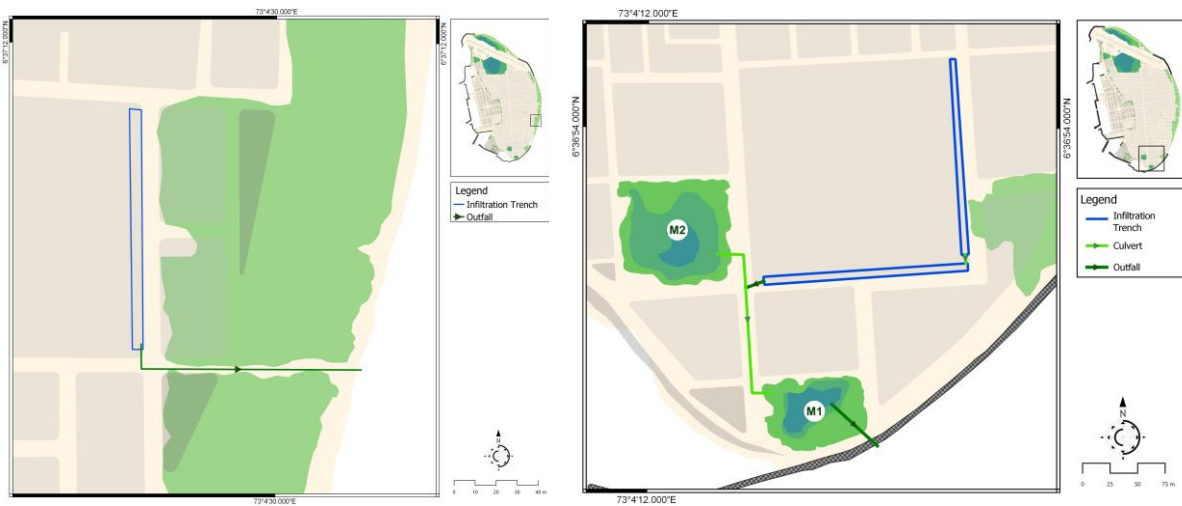 73°4'30.000"E
6°37'12.000"N
6°37'12.000"N
Legend
Infiltration Trench
Outfall
N
0 10 20 30 40 m
73°4'30.000"E
73°4'12.000"E
6°36'54.000"N
6°36'54.000"N
M2
M1
Legend
Infiltration
Trench
Culvert
Outfall
N
0 25 50 75 m
73°4'12.000"E